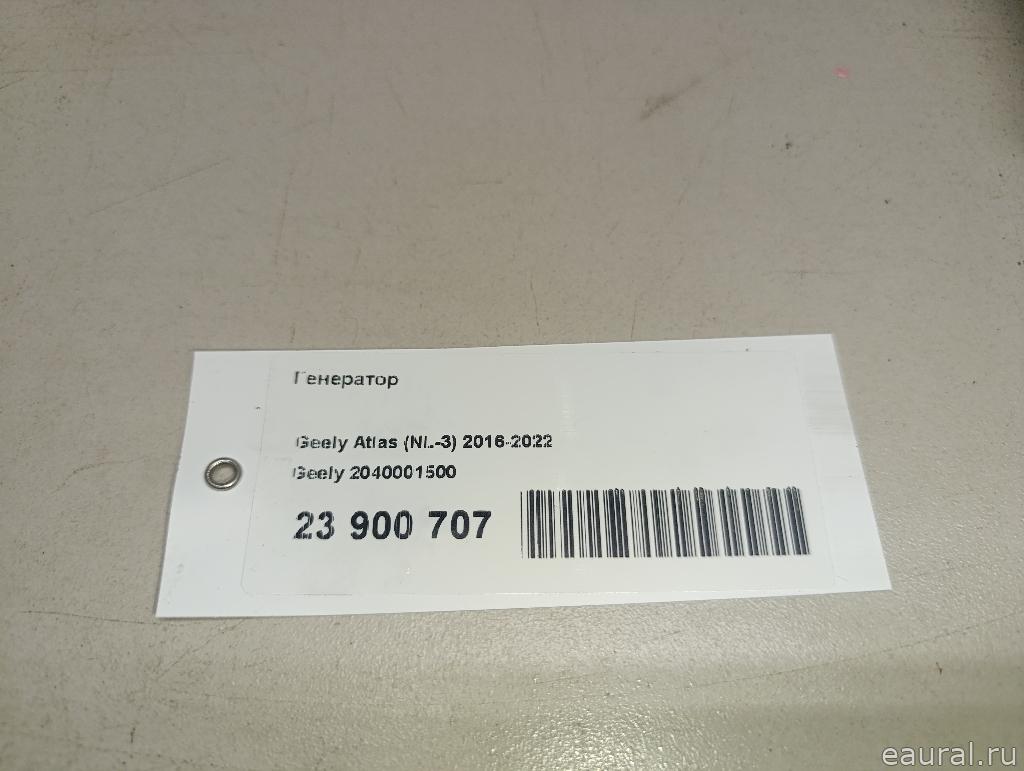 Генератор
Geely Atlas (NL-3) 2016-2022
Geely 2040001500
23 900 707
eaural.ru